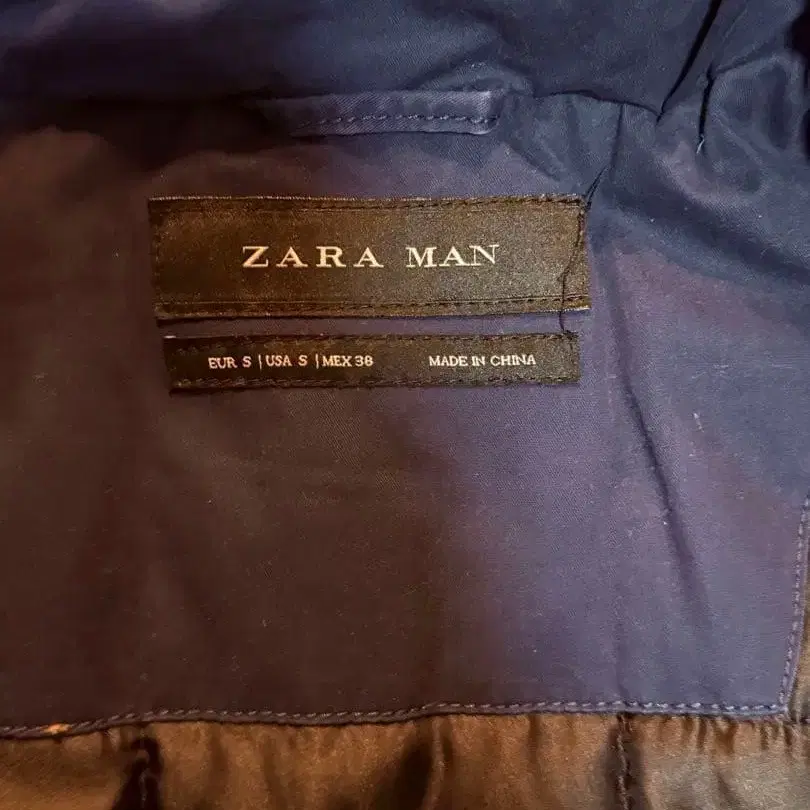 ZARA MAN
EUR S | USA S | MEX 38 MADE IN CHINA